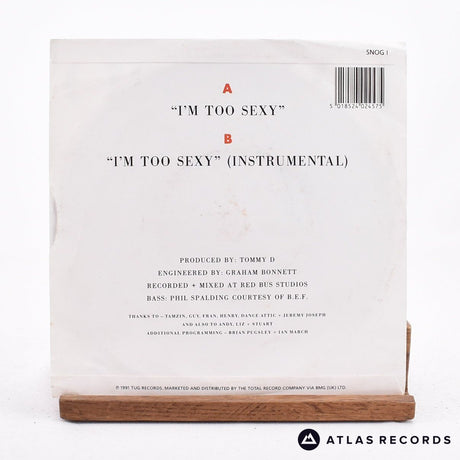 SNOG 1
A
"I'M TOO SEXY"
5 018524 024575
B
"I'M TOO SEXY" (INSTRUMENTAL)
PRODUCED BY: TOMMY D
ENGINEERED BY: GRAHAM BONNETT
RECORDED + MIXED AT RED BUS STUDIOS
BASS: PHIL SPALDING COURTESY OF B.E.F.
THANKS TO – TAMZIN, GUY, FRAN, HENRY, DANCE ATTIC + JEREMY JOSEPH
AND ALSO TO ANDY, LIZ + STUART
ADDITIONAL PROGRAMMING – BRIAN PUGSLEY + IAN MARCH
℗ 1991 TUG RECORDS, MARKETED AND DISTRIBUTED BY THE TOTAL RECORD COMPANY VIA BMG (UK) LTD.
ATLAS RECORDS